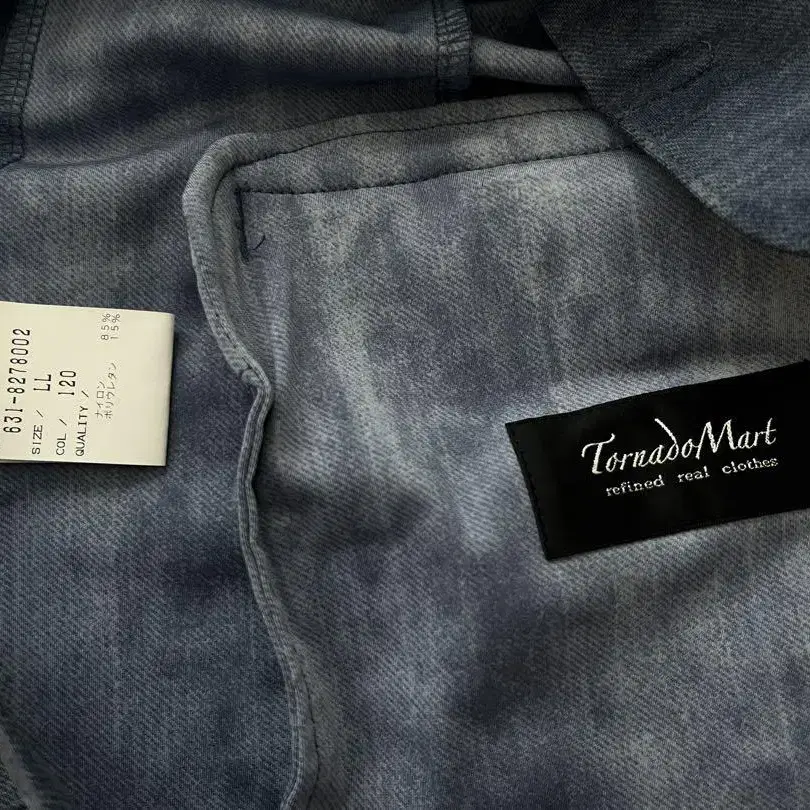 631-8278002
SIZE / LL
COL / 120
QUALITY /
ナイロン 85%
ポリウレタン 15%
TornadoMart
refined real clothes